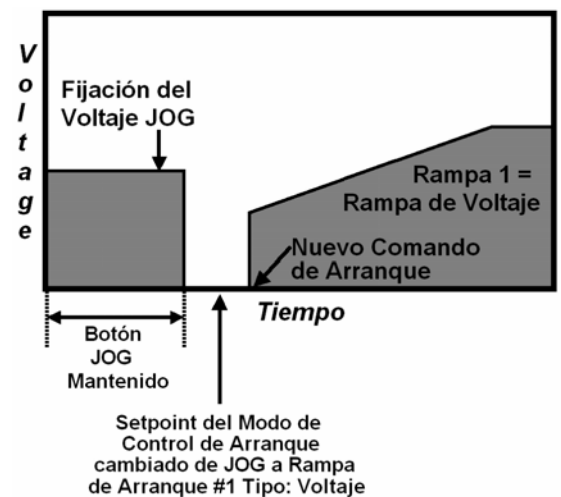 Voltage
Fijación del
Voltaje JOG
Rampa 1 =
Rampa de Voltaje
Nuevo Comando
de Arranque
Tiempo
Botón
JOG
Mantenido
Setpoint del Modo de
Control de Arranque
cambiado de JOG a Rampa
de Arranque #1 Tipo: Voltaje